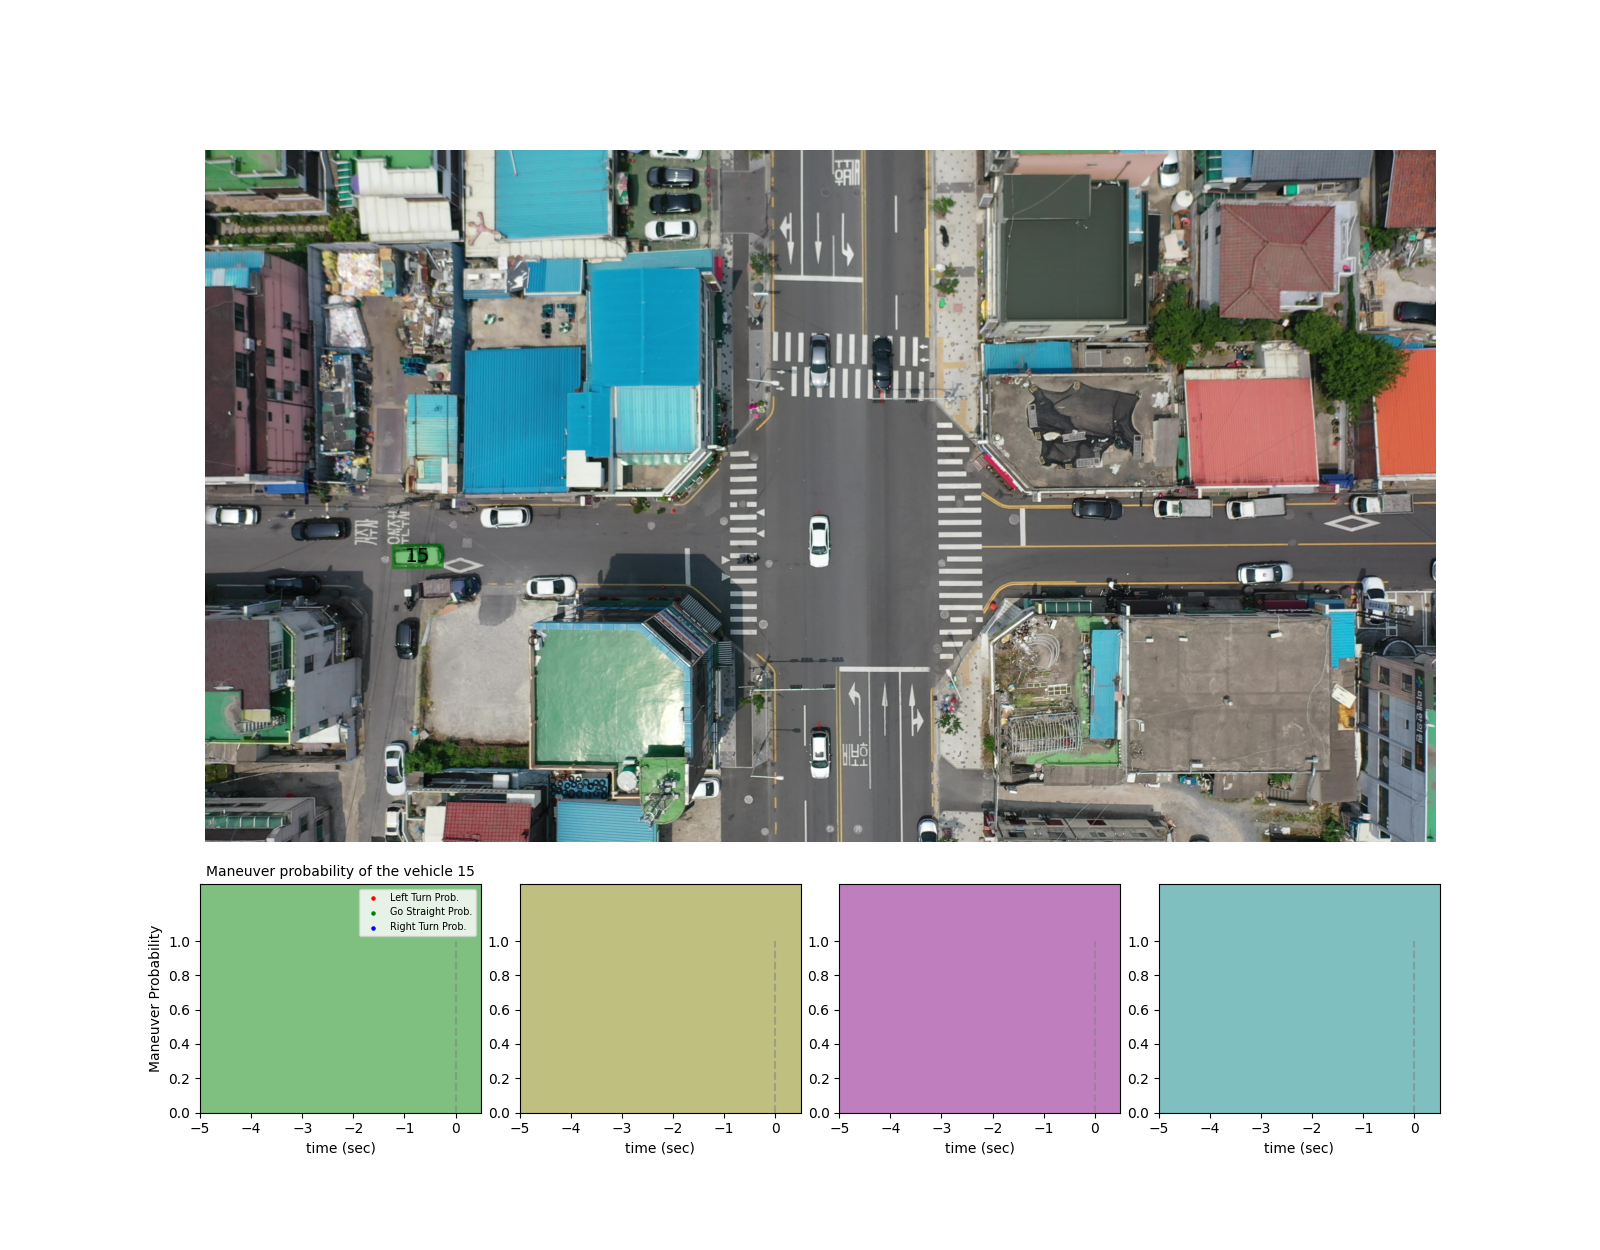 15
Maneuver probability of the vehicle 15
Maneuver Probability
Left Turn Prob.
Go Straight Prob.
Right Turn Prob.
1.0
0.8
0.6
0.4
0.2
0.0
−5 −4 −3 −2 −1 0
time (sec)
1.0
0.8
0.6
0.4
0.2
0.0
−5 −4 −3 −2 −1 0
time (sec)
1.0
0.8
0.6
0.4
0.2
0.0
−5 −4 −3 −2 −1 0
time (sec)
1.0
0.8
0.6
0.4
0.2
0.0
−5 −4 −3 −2 −1 0
time (sec)